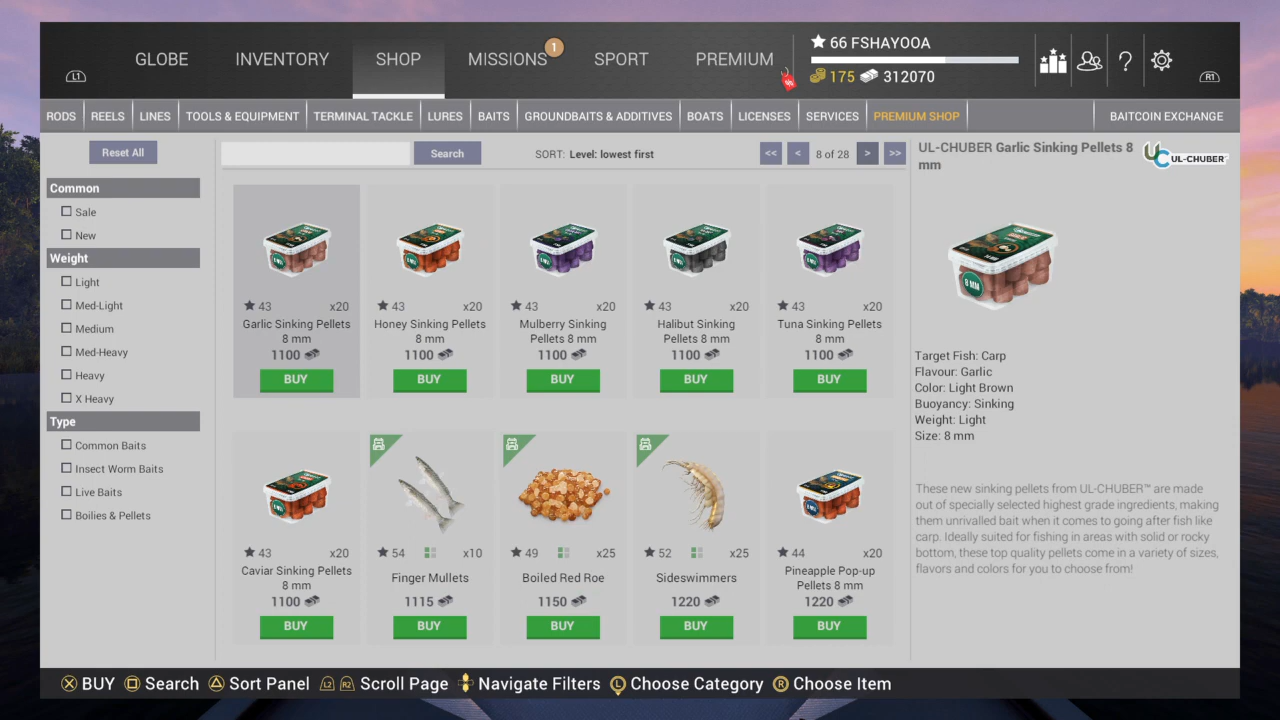 GLOBE
INVENTORY
SHOP
MISSIONS
1
SPORT
PREMIUM
66 FSHAYOOA
175 312070
L1
R1
RODS
REELS
LINES
TOOLS & EQUIPMENT
TERMINAL TACKLE
LURES
BAITS
GROUNDBAITS & ADDITIVES
BOATS
LICENSES
SERVICES
PREMIUM SHOP
BAITCOIN EXCHANGE
Reset All
Search
SORT: Level: lowest first
<< < 8 of 28 > >>
Common
Sale
New
Weight
Light
Med-Light
Medium
Med-Heavy
Heavy
X Heavy
Type
Common Baits
Insect Worm Baits
Live Baits
Boilies & Pellets
43 x20
Garlic Sinking Pellets
8 mm
1100
BUY
43 x20
Honey Sinking Pellets
8 mm
1100
BUY
43 x20
Mulberry Sinking
Pellets 8 mm
1100
BUY
43 x20
Halibut Sinking
Pellets 8 mm
1100
BUY
43 x20
Tuna Sinking Pellets
8 mm
1100
BUY
43 x20
Caviar Sinking Pellets
8 mm
1100
BUY
54 x10
Finger Mullets
1115
BUY
49 x25
Boiled Red Roe
1150
BUY
52 x25
Sideswimmers
1220
BUY
44 x20
Pineapple Pop-up
Pellets 8 mm
1220
BUY
UL-CHUBER Garlic Sinking Pellets 8
mm
UL-CHUBER
8 MM
Target Fish: Carp
Flavour: Garlic
Color: Light Brown
Buoyancy: Sinking
Weight: Light
Size: 8 mm
These new sinking pellets from UL-CHUBER™ are made
out of specially selected highest grade ingredients, making
them unrivalled bait when it comes to going after fish like
carp. Ideally suited for fishing in areas with solid or rocky
bottom, these top quality pellets come in a variety of sizes,
flavors and colors for you to choose from!
BUY
Search
Sort Panel
L2 R2 Scroll Page
Navigate Filters
L Choose Category
R Choose Item